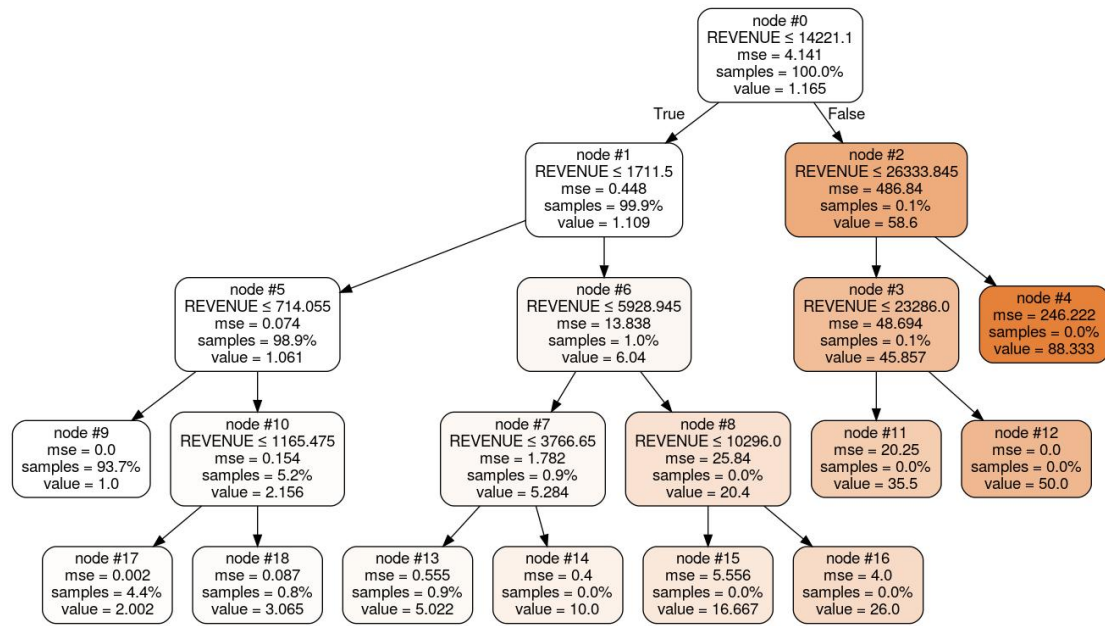 node #0
REVENUE ≤ 14221.1
mse = 4.141
samples = 100.0%
value = 1.165
True
False
node #1
REVENUE ≤ 1711.5
mse = 0.448
samples = 99.9%
value = 1.109
node #2
REVENUE ≤ 26333.845
mse = 486.84
samples = 0.1%
value = 58.6
node #5
REVENUE ≤ 714.055
mse = 0.074
samples = 98.9%
value = 1.061
node #6
REVENUE ≤ 5928.945
mse = 13.838
samples = 1.0%
value = 6.04
node #3
REVENUE ≤ 23286.0
mse = 48.694
samples = 0.1%
value = 45.857
node #4
mse = 246.222
samples = 0.0%
value = 88.333
node #9
mse = 0.0
samples = 93.7%
value = 1.0
node #10
REVENUE ≤ 1165.475
mse = 0.154
samples = 5.2%
value = 2.156
node #7
REVENUE ≤ 3766.65
mse = 1.782
samples = 0.9%
value = 5.284
node #8
REVENUE ≤ 10296.0
mse = 25.84
samples = 0.0%
value = 20.4
node #11
mse = 20.25
samples = 0.0%
value = 35.5
node #12
mse = 0.0
samples = 0.0%
value = 50.0
node #17
mse = 0.002
samples = 4.4%
value = 2.002
node #18
mse = 0.087
samples = 0.8%
value = 3.065
node #13
mse = 0.555
samples = 0.9%
value = 5.022
node #14
mse = 0.4
samples = 0.0%
value = 10.0
node #15
mse = 5.556
samples = 0.0%
value = 16.667
node #16
mse = 4.0
samples = 0.0%
value = 26.0